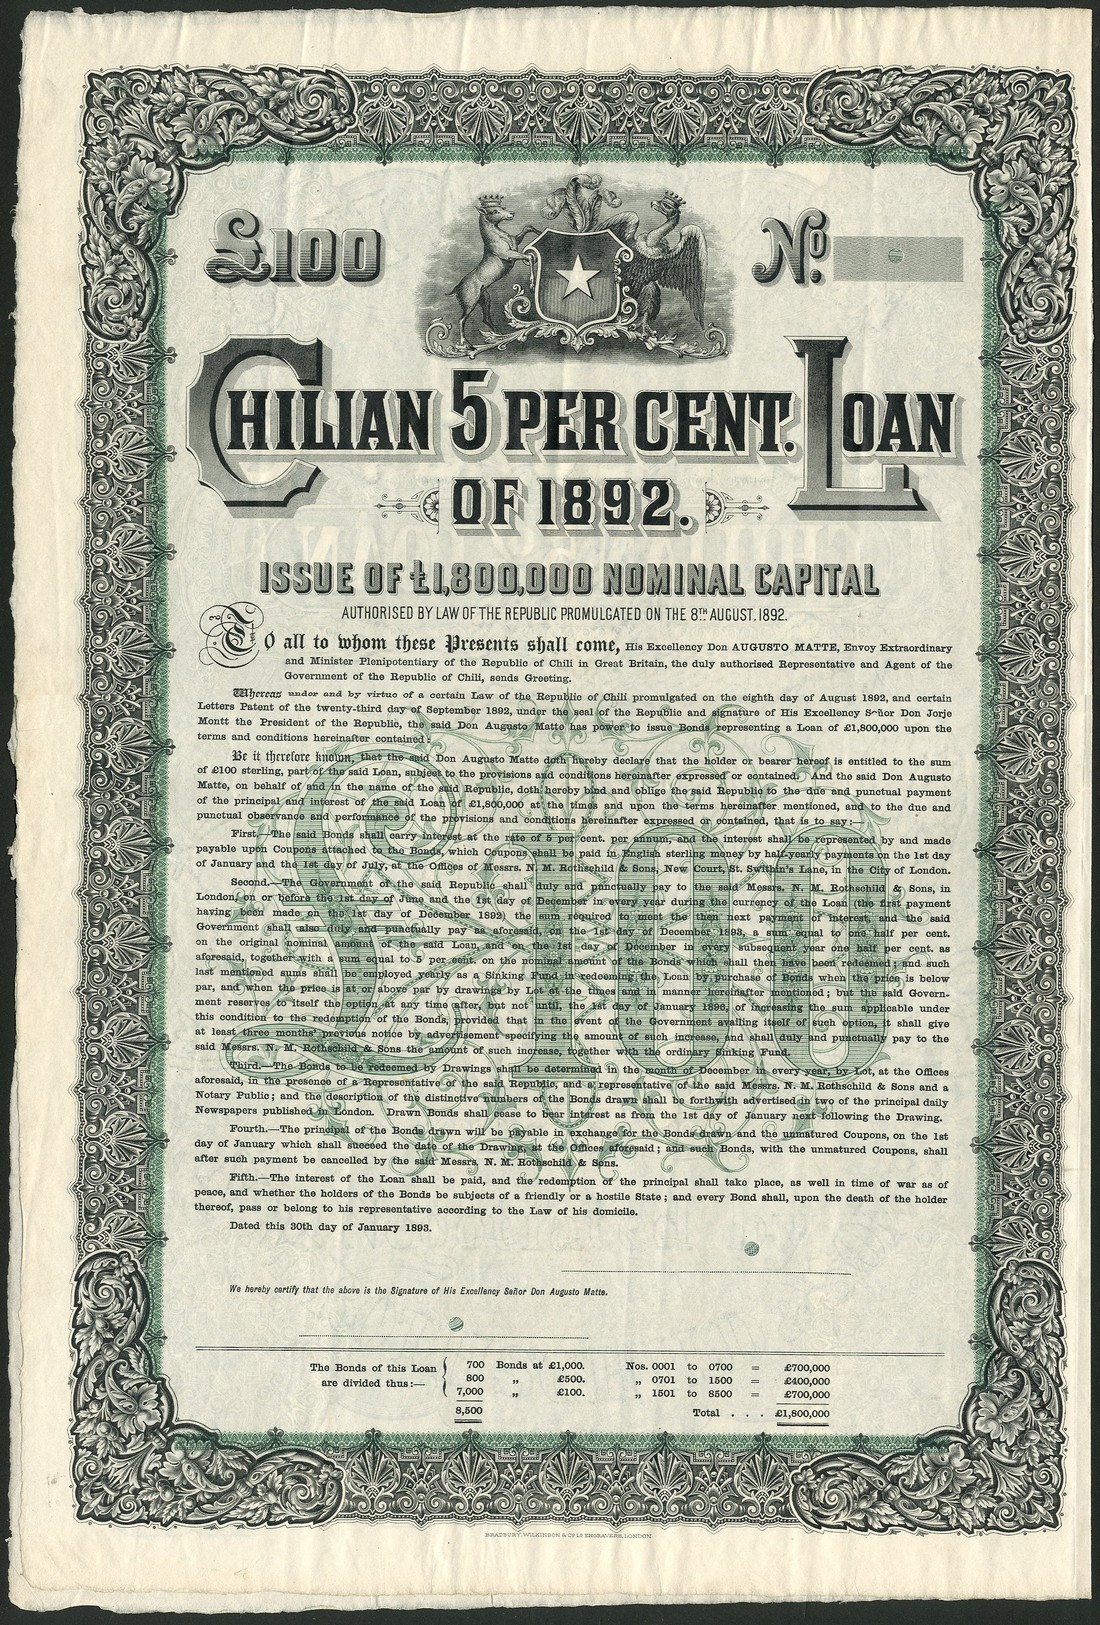 £100
No.
CHILIAN 5 PER CENT. LOAN
OF 1892.
ISSUE OF £1,800,000 NOMINAL CAPITAL
AUTHORISED BY LAW OF THE REPUBLIC PROMULGATED ON THE 8TH AUGUST. 1892.
To all to whom these Presents shall come, His Excellency Don AUGUSTO MATTE, Envoy Extraordinary
and Minister Plenipotentiary of the Republic of Chili in Great Britain, the duly authorised Representative and Agent of the
Government of the Republic of Chili, sends Greeting.
Whereas under and by virtue of a certain Law of the Republic of Chili promulgated on the eighth day of August 1892, and certain
Letters Patent of the twenty-third day of September 1892, under the seal of the Republic and signature of His Excellency Señor Don Jorje
Montt the President of the Republic, the said Don Augusto Matte has power to issue Bonds representing a Loan of £1,800,000 upon the
terms and conditions hereinafter contained:
Be it therefore known, that the said Don Augusto Matte doth hereby declare that the holder or bearer hereof is entitled to the sum
of £100 sterling, part of the said Loan, subject to the provisions and conditions hereinafter expressed or contained. And the said Don Augusto
Matte, on behalf of and in the name of the said Republic, doth hereby bind and oblige the said Republic to the due and punctual payment
of the principal and interest of the said Loan of £1,800,000 at the times and upon the terms hereinafter mentioned, and to the due and
punctual observance and performance of the provisions and conditions hereinafter expressed or contained, that is to say:—
First.—The said Bonds shall carry interest at the rate of 5 per cent. per annum, and the interest shall be represented by and made
payable upon Coupons attached to the Bonds, which Coupons shall be paid in English sterling money by half-yearly payments on the 1st day
of January and the 1st day of July, at the Offices of Messrs. N. M. Rothschild & Sons, New Court, St. Swithin's Lane, in the City of London.
Second.—The Government of the said Republic shall duly and punctually pay to the said Messrs. N. M. Rothschild & Sons, in
London, on or before the 1st day of June and the 1st day of December in every year during the currency of the Loan (the first payment
having been made on the 1st day of December 1892) the sum required to meet the then next payment of interest, and the said
Government shall also duly and punctually pay as aforesaid, on the 1st day of December 1893, a sum equal to one half per cent.
on the original nominal amount of the said Loan, and on the 1st day of December in every subsequent year one half per cent. as
aforesaid, together with a sum equal to 5 per cent. on the nominal amount of the Bonds which shall then have been redeemed; and such
last mentioned sums shall be employed yearly as a Sinking Fund in redeeming the Loan by purchase of Bonds when the price is below
par, and when the price is at or above par by drawings by Lot at the times and in manner hereinafter mentioned; but the said Govern-
ment reserves to itself the option at any time after, but not until, the 1st day of January 1896, of increasing the sum applicable under
this condition to the redemption of the Bonds, provided that in the event of the Government availing itself of such option, it shall give
at least three months' previous notice by advertisement specifying the amount of such increase, and shall duly and punctually pay to the
said Messrs. N. M. Rothschild & Sons the amount of such increase, together with the ordinary Sinking Fund.
Third.—The Bonds to be redeemed by Drawings shall be determined in the month of December in every year, by Lot, at the Offices
aforesaid, in the presence of a Representative of the said Republic, and a representative of the said Messrs. N. M. Rothschild & Sons and a
Notary Public; and the description of the distinctive numbers of the Bonds drawn shall be forthwith advertised in two of the principal daily
Newspapers published in London. Drawn Bonds shall cease to bear interest as from the 1st day of January next following the Drawing.
Fourth.—The principal of the Bonds drawn will be payable in exchange for the Bonds drawn and the unmatured Coupons, on the 1st
day of January which shall succeed the date of the Drawing, at the Offices aforesaid; and such Bonds, with the unmatured Coupons, shall
after such payment be cancelled by the said Messrs. N. M. Rothschild & Sons.
Fifth.—The interest of the Loan shall be paid, and the redemption of the principal shall take place, as well in time of war as of
peace, and whether the holders of the Bonds be subjects of a friendly or a hostile State; and every Bond shall, upon the death of the holder
thereof, pass or belong to his representative according to the Law of his domicile.
Dated this 30th day of January 1893.
We hereby certify that the above is the Signature of His Excellency Señor Don Augusto Matte.
The Bonds of this Loan are divided thus:—
700 Bonds at £1,000. Nos. 0001 to 0700 = £700,000
800 „ £500. „ 0701 to 1500 = £400,000
7,000 „ £100. „ 1501 to 8500 = £700,000
8,500 Total . . . £1,800,000
BRADBURY, WILKINSON & Co. Ld. ENGRAVERS, LONDON.
£100